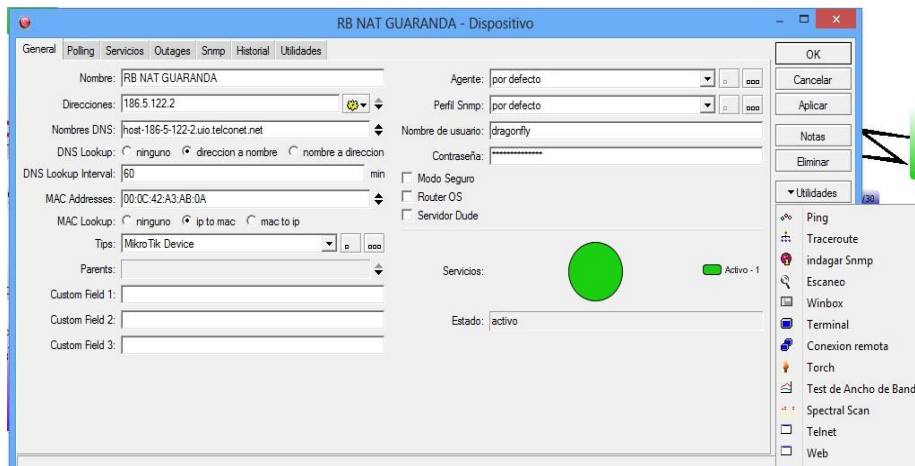 RB NAT GUARANDA - Dispositivo
General Polling Servicios Outages Snmp Historial Utilidades
Nombre: RB NAT GUARANDA
Direcciones: 186.5.122.2
Nombres DNS: host-186-5-122-2.uio.telconet.net
DNS Lookup: ninguno direccion a nombre nombre a direccion
DNS Lookup Interval: 60 min
MAC Addresses: 00:0C:42:A3:AB:0A
MAC Lookup: ninguno ip to mac mac to ip
Tips: MikroTik Device
Parents:
Custom Field 1:
Custom Field 2:
Custom Field 3:
Agente: por defecto
Perfil Snmp: por defecto
Nombre de usuario: dragonfly
Contraseña: **************
Modo Seguro
Router OS
Servidor Dude
Servicios: Activo - 1
Estado: activo
OK
Cancelar
Aplicar
Notas
Eliminar
Utilidades
/30
Ping
Traceroute
indagar Snmp
Escaneo
Winbox
Terminal
Conexion remota
Torch
Test de Ancho de Band
Spectral Scan
Telnet
Web